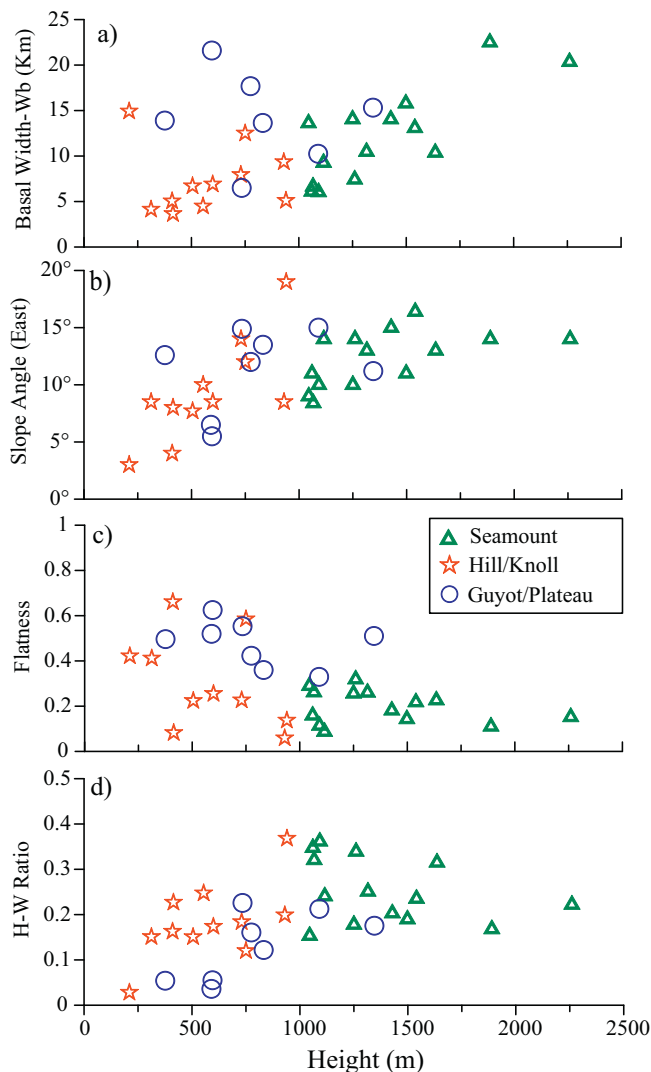 a)
25
20
15
10
5
0
Basal Width-Wb (Km)
b)
20°
15°
10°
5°
0°
Slope Angle (East)
c)
1
0.8
0.6
0.4
0.2
0
Flatness
Seamount
Hill/Knoll
Guyot/Plateau
d)
0.5
0.4
0.3
0.2
0.1
0
H-W Ratio
0 500 1000 1500 2000 2500
Height (m)